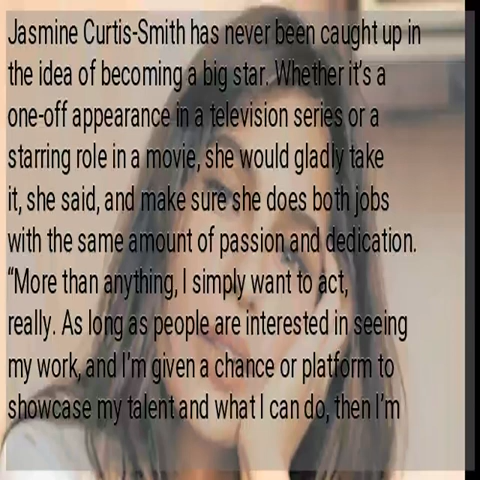 Jasmine Curtis-Smith has never been caught up in
the idea of becoming a big star. Whether it's a
one-off appearance in a television series or a
starring role in a movie, she would gladly take
it, she said, and make sure she does both jobs
with the same amount of passion and dedication.
“More than anything, I simply want to act,
really. As long as people are interested in seeing
my work, and I'm given a chance or platform to
showcase my talent and what I can do, then I'm